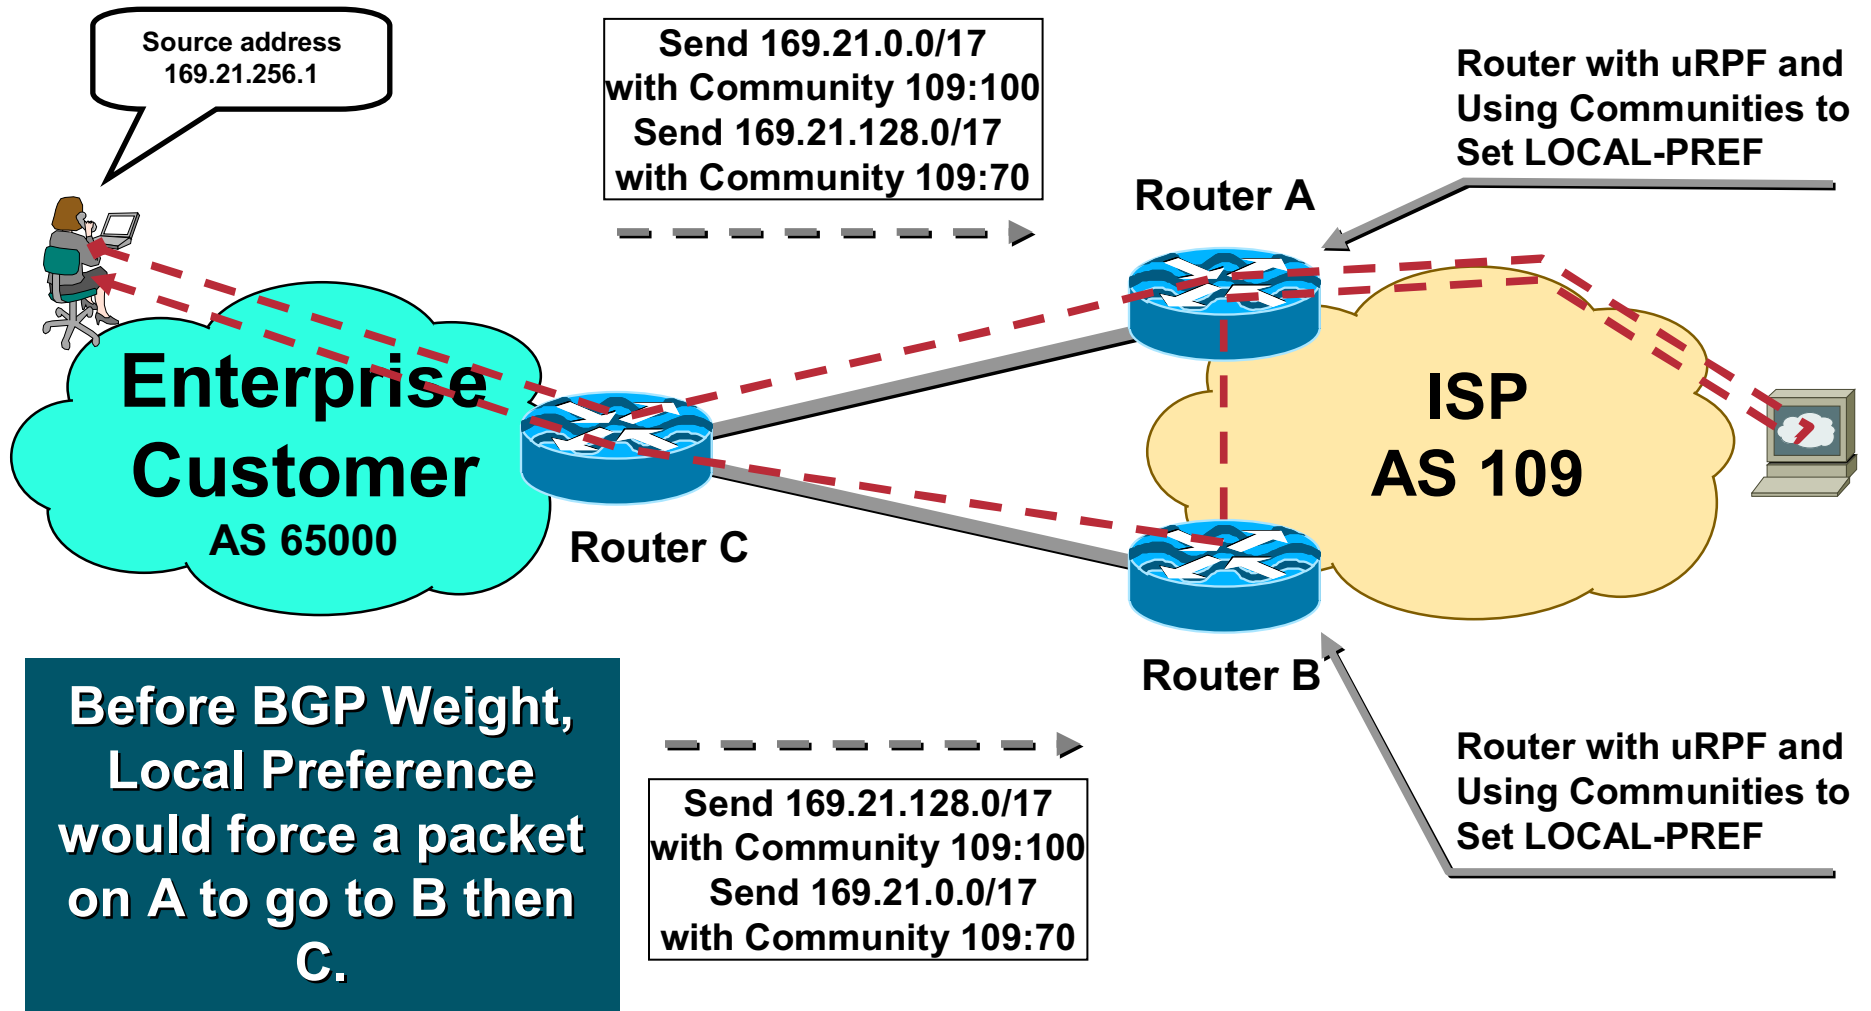 Source address
169.21.256.1
Send 169.21.0.0/17
with Community 109:100
Send 169.21.128.0/17
with Community 109:70
Router with uRPF and
Using Communities to
Set LOCAL-PREF
Router A
Enterprise
Customer
AS 65000
Router C
ISP
AS 109
Router B
Before BGP Weight,
Local Preference
would force a packet
on A to go to B then
C.
Send 169.21.128.0/17
with Community 109:100
Send 169.21.0.0/17
with Community 109:70
Router with uRPF and
Using Communities to
Set LOCAL-PREF